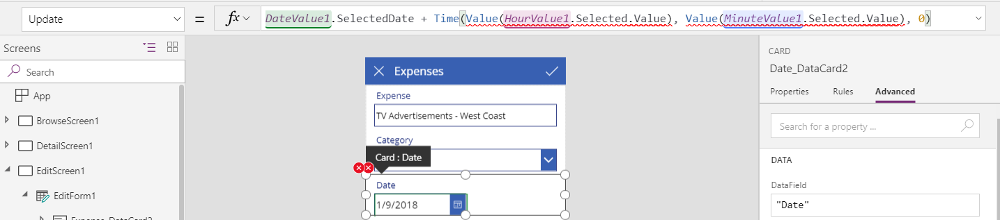 Update = fx DateValue1.SelectedDate + Time(Value(HourValue1.Selected.Value), Value(MinuteValue1.Selected.Value), 0)
Screens
Search
App
BrowseScreen1
DetailScreen1
EditScreen1
EditForm1
Expense_DataCard2
Expenses
Expense
TV Advertisements - West Coast
Category
Card : Date
Date
1/9/2018
CARD
Date_DataCard2
Properties Rules Advanced
Search for a property ...
DATA
DataField
"Date"